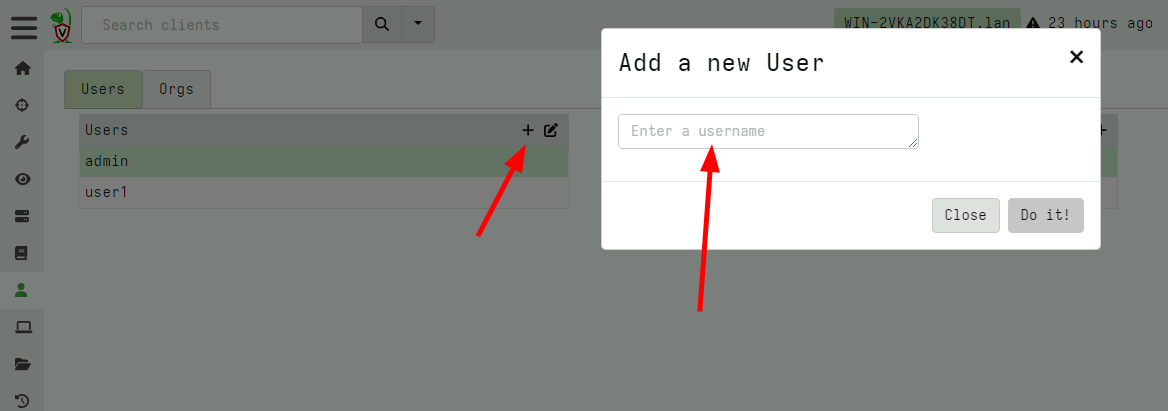 Search clients
WIN-2VKA2DK38DT.lan 23 hours ago
Add a new User
Users Orgs
Users
Enter a username
admin
user1
Close Do it!